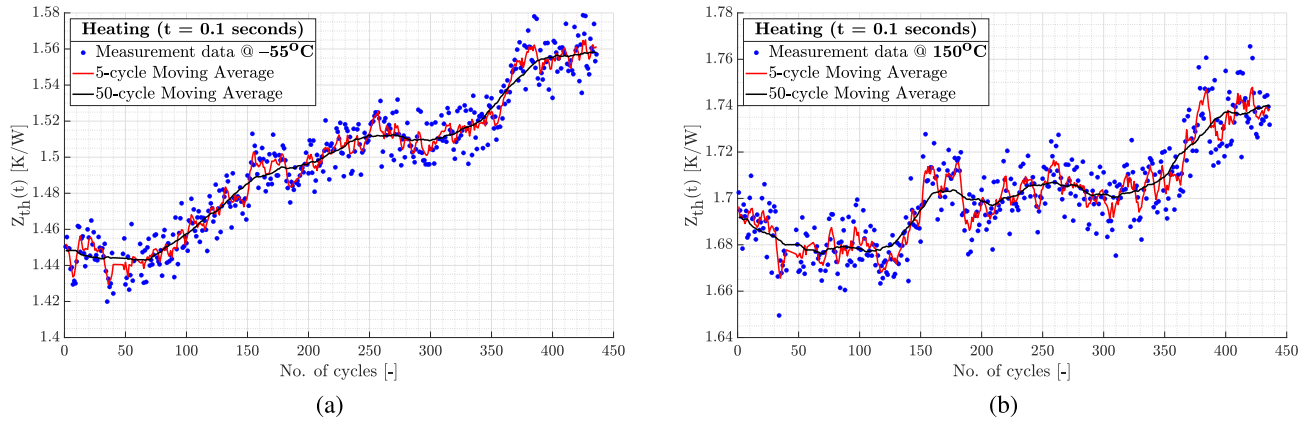 Heating (t = 0.1 seconds)
Measurement data @ –55ºC
5-cycle Moving Average
50-cycle Moving Average
1.58
1.56
1.54
1.52
1.5
1.48
1.46
1.44
1.42
1.4
Zth(t) [K/W]
0 50 100 150 200 250 300 350 400 450
No. of cycles [-]
(a)
Heating (t = 0.1 seconds)
Measurement data @ 150ºC
5-cycle Moving Average
50-cycle Moving Average
1.78
1.76
1.74
1.72
1.7
1.68
1.66
1.64
Zth(t) [K/W]
0 50 100 150 200 250 300 350 400 450
No. of cycles [-]
(b)